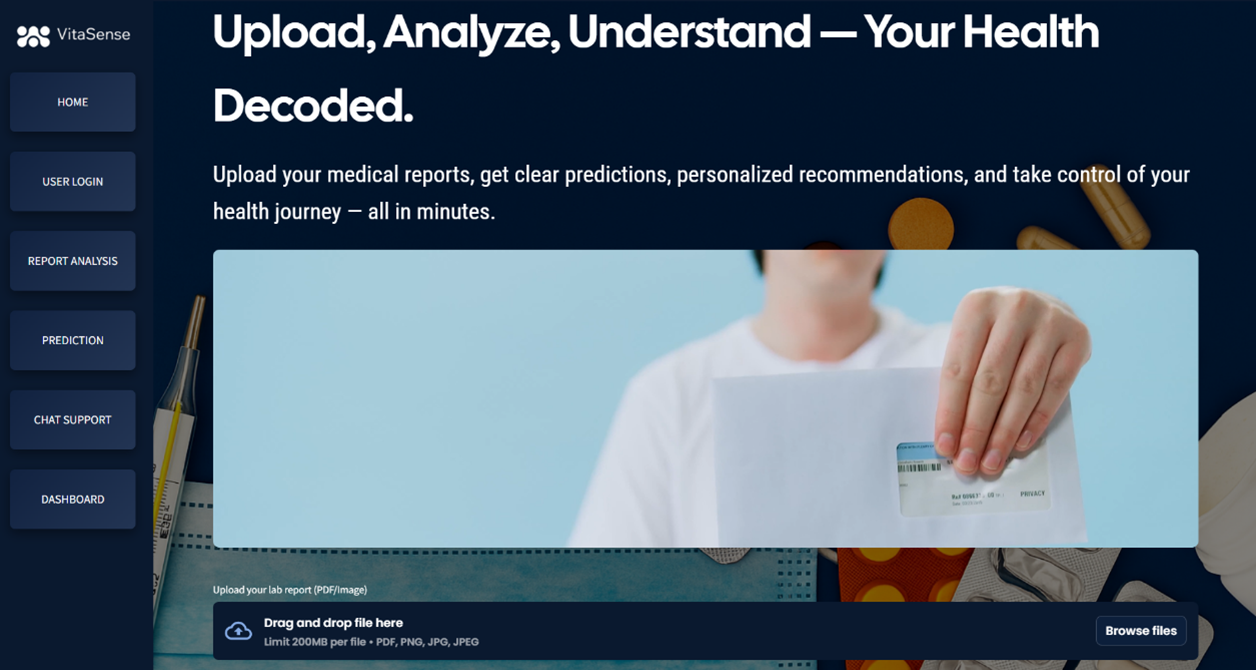 VitaSense
HOME
USER LOGIN
REPORT ANALYSIS
PREDICTION
CHAT SUPPORT
DASHBOARD
Upload, Analyze, Understand — Your Health
Decoded.
Upload your medical reports, get clear predictions, personalized recommendations, and take control of your
health journey — all in minutes.
PRIVACY
Upload your lab report (PDF/Image)
Drag and drop file here
Limit 200MB per file • PDF, PNG, JPG, JPEG
Browse files